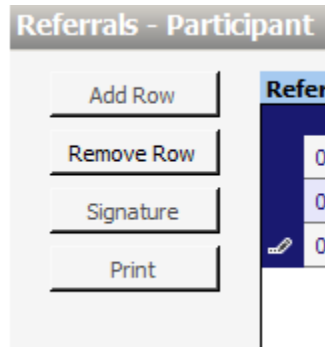 Referrals - Participant
Add Row
Remove Row
Signature
Print
Refer
0
0
0